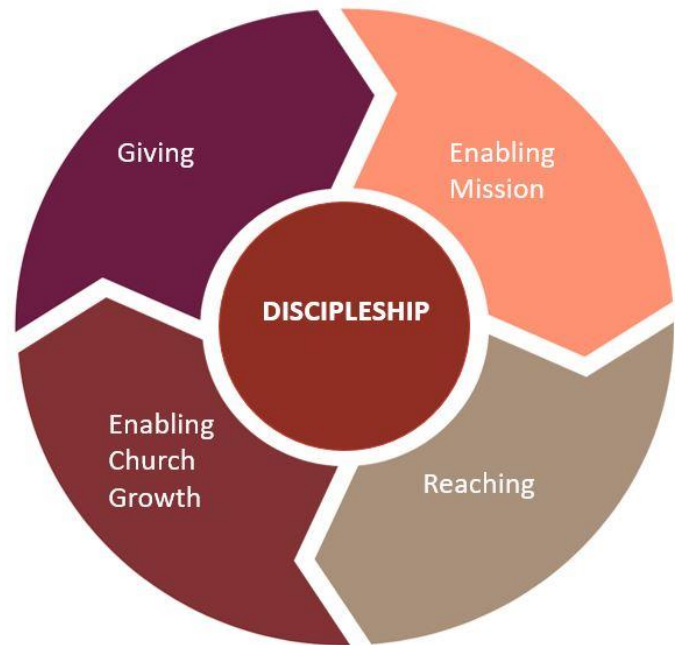 Giving
Enabling
Mission
DISCIPLESHIP
Enabling
Church
Growth
Reaching